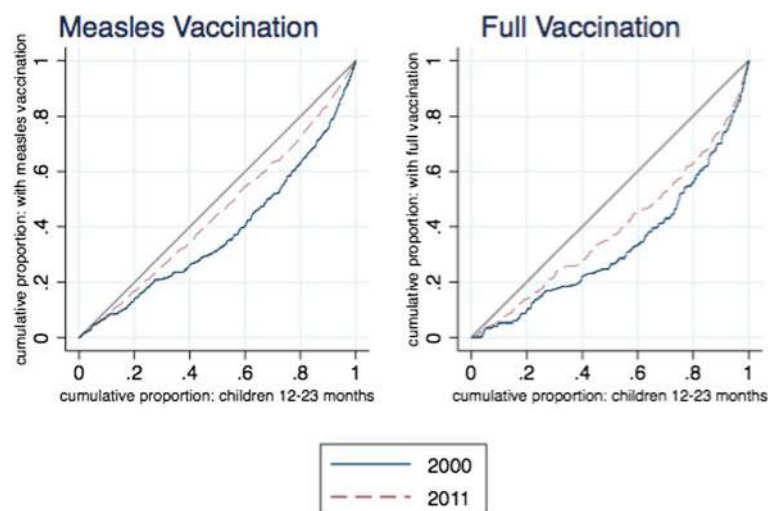 Measles Vaccination
cumulative proportion: with measles vaccination
1
.8
.6
.4
.2
0
0 .2 .4 .6 .8 1
cumulative proportion: children 12-23 months
Full Vaccination
cumulative proportion: with full vaccination
1
.8
.6
.4
.2
0
0 .2 .4 .6 .8 1
cumulative proportion: children 12-23 months
2000
2011